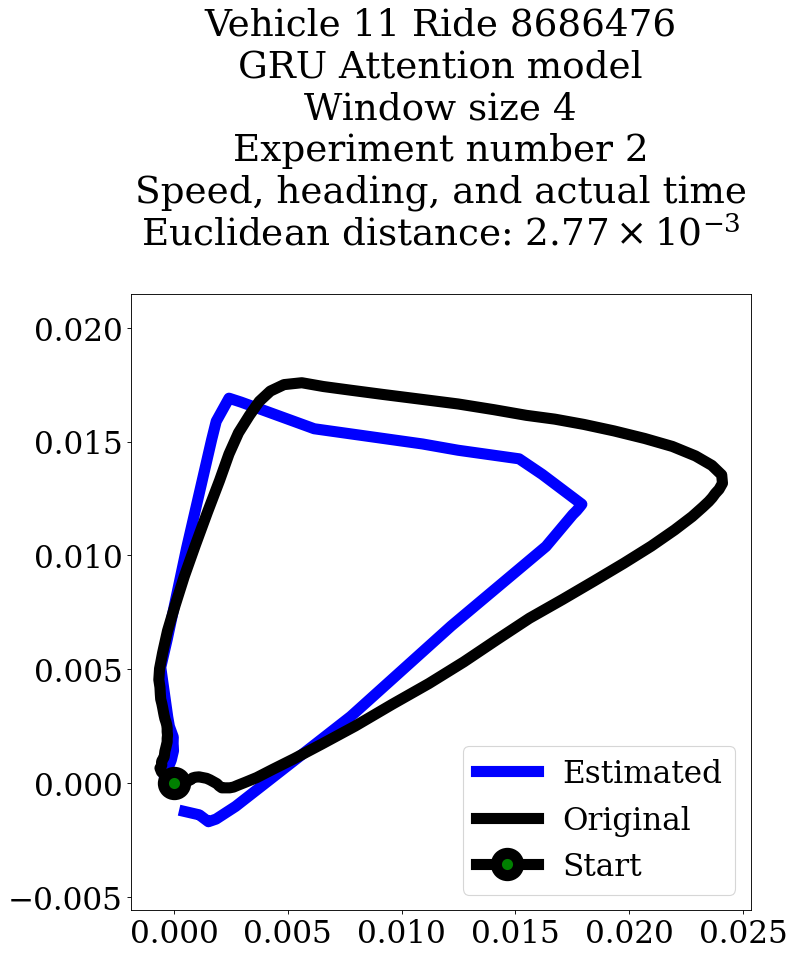 Vehicle 11 Ride 8686476
GRU Attention model
Window size 4
Experiment number 2
Speed, heading, and actual time
Euclidean distance: 2.77 × 10⁻³
0.020
0.015
0.010
0.005
0.000
−0.005
Estimated
Original
Start
0.000 0.005 0.010 0.015 0.020 0.025